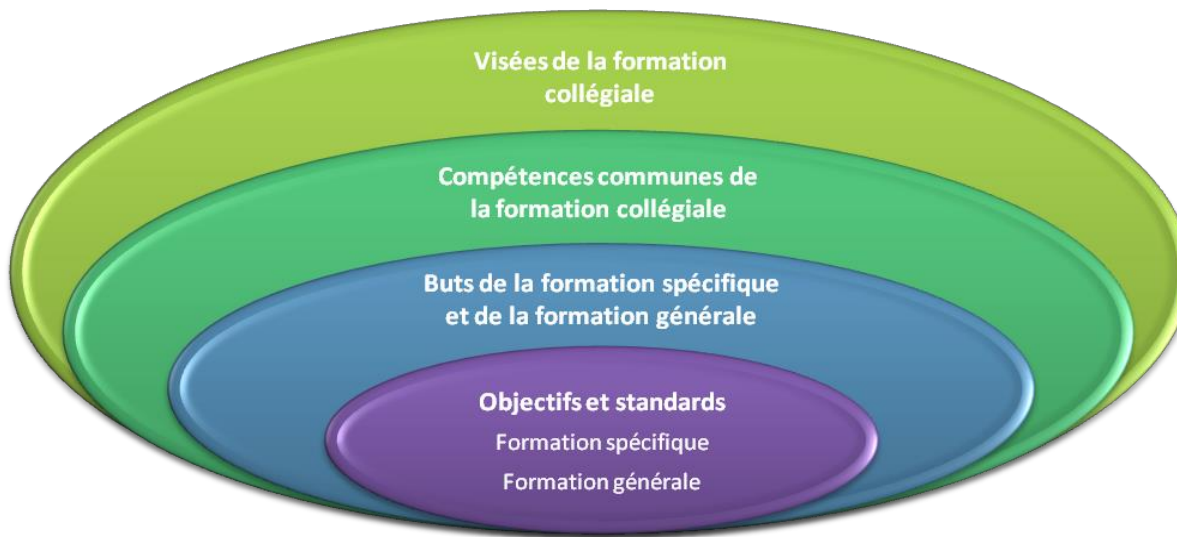 Visées de la formation
collégiale
Compétences communes de
la formation collégiale
Buts de la formation spécifique
et de la formation générale
Objectifs et standards
Formation spécifique
Formation générale